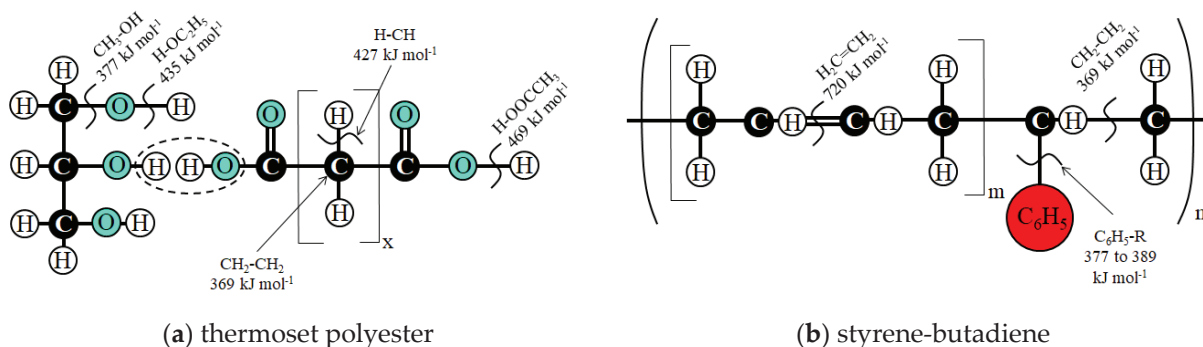 CH₃-OH
377 kJ mol⁻¹
H-OC₂H₅
435 kJ mol⁻¹
H-CH
427 kJ mol⁻¹
H-OOCCH₃
469 kJ mol⁻¹
H
H C O H
O H O
H C O H H O C C C O H
H
H C O H
H
x
CH₂-CH₂
369 kJ mol⁻¹
(a) thermoset polyester
H₂C=CH₂
720 kJ mol⁻¹
CH₂-CH₂
369 kJ mol⁻¹
H H H
C C H C H C C H C
H H H
m
C₆H₅
n
C₆H₅-R
377 to 389
kJ mol⁻¹
(b) styrene-butadiene